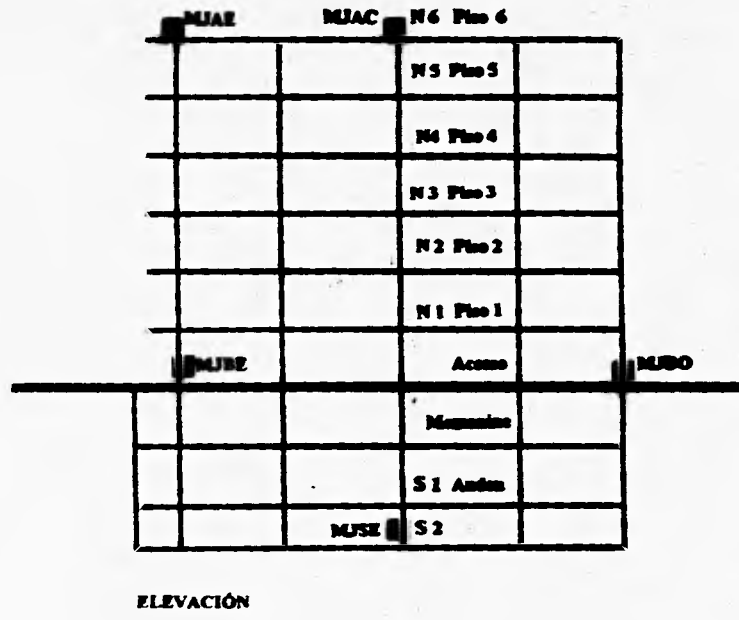 MJAE MJAC N6 Piso 6
N5 Piso 5
N4 Piso 4
N3 Piso 3
N2 Piso 2
N1 Piso 1
MJBE Acceso MJBO
Mezzanine
S1 Anden
MJSE S2
ELEVACIÓN